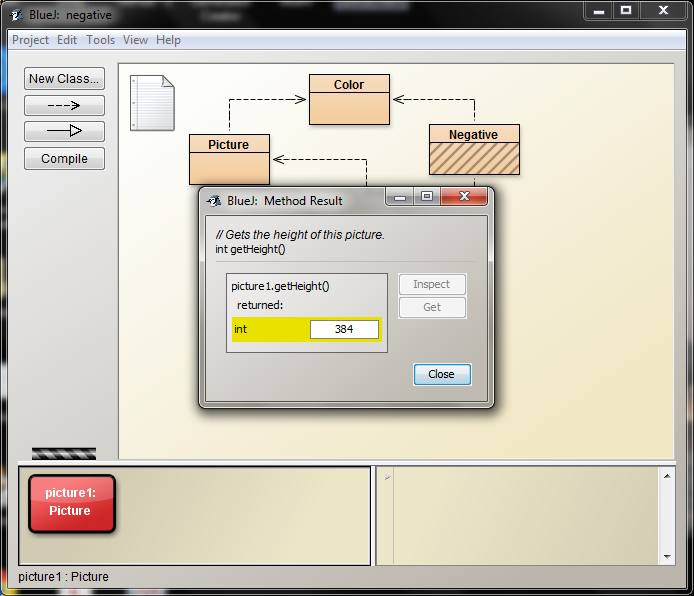 BlueJ: negative
Project Edit Tools View Help
New Class...
Compile
Color
Picture
Negative
BlueJ: Method Result
// Gets the height of this picture.
int getHeight()
picture1.getHeight()
returned:
int 384
Inspect
Get
Close
picture1:
Picture
>
picture1 : Picture